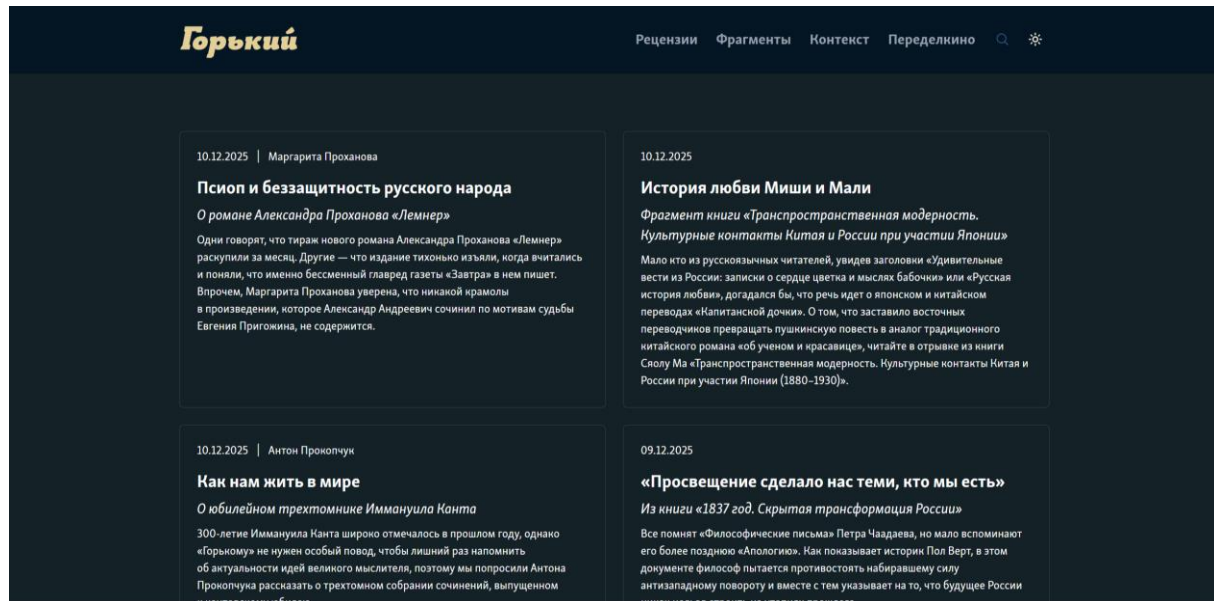 Горький
Рецензии Фрагменты Контекст Переделкино
10.12.2025 | Маргарита Проханова
Псиоп и беззащитность русского народа
О романе Александра Проханова «Лемнер»
Одни говорят, что тираж нового романа Александра Проханова «Лемнер»
раскупили за месяц. Другие — что издание тихонько изъяли, когда вчитались
и поняли, что именно бессменный главред газеты «Завтра» в нем пишет.
Впрочем, Маргарита Проханова уверена, что никакой крамолы
в произведении, которое Александр Андреевич сочинил по мотивам судьбы
Евгения Пригожина, не содержится.
10.12.2025
История любви Миши и Мали
Фрагмент книги «Транспространственная модерность.
Культурные контакты Китая и России при участии Японии»
Мало кто из русскоязычных читателей, увидев заголовки «Удивительные
вести из России: записки о сердце цветка и мыслях бабочки» или «Русская
история любви», догадался бы, что речь идет о японском и китайском
переводах «Капитанской дочки». О том, что заставило восточных
переводчиков превращать пушкинскую повесть в аналог традиционного
китайского романа «об ученом и красавице», читайте в отрывке из книги
Сяолу Ма «Транспространственная модерность. Культурные контакты Китая и
России при участии Японии (1880–1930)».
10.12.2025 | Антон Прокопчук
Как нам жить в мире
О юбилейном трехтомнике Иммануила Канта
300-летие Иммануила Канта широко отмечалось в прошлом году, однако
«Горькому» не нужен особый повод, чтобы лишний раз напомнить
об актуальности идей великого мыслителя, поэтому мы попросили Антона
Прокопчука рассказать о трехтомном собрании сочинений, выпущенном
09.12.2025
«Просвещение сделало нас теми, кто мы есть»
Из книги «1837 год. Скрытая трансформация России»
Все помнят «Философические письма» Петра Чаадаева, но мало вспоминают
его более позднюю «Апологию». Как показывает историк Пол Верт, в этом
документе философ пытается противостоять набиравшему силу
антизападному повороту и вместе с тем указывает на то, что будущее России